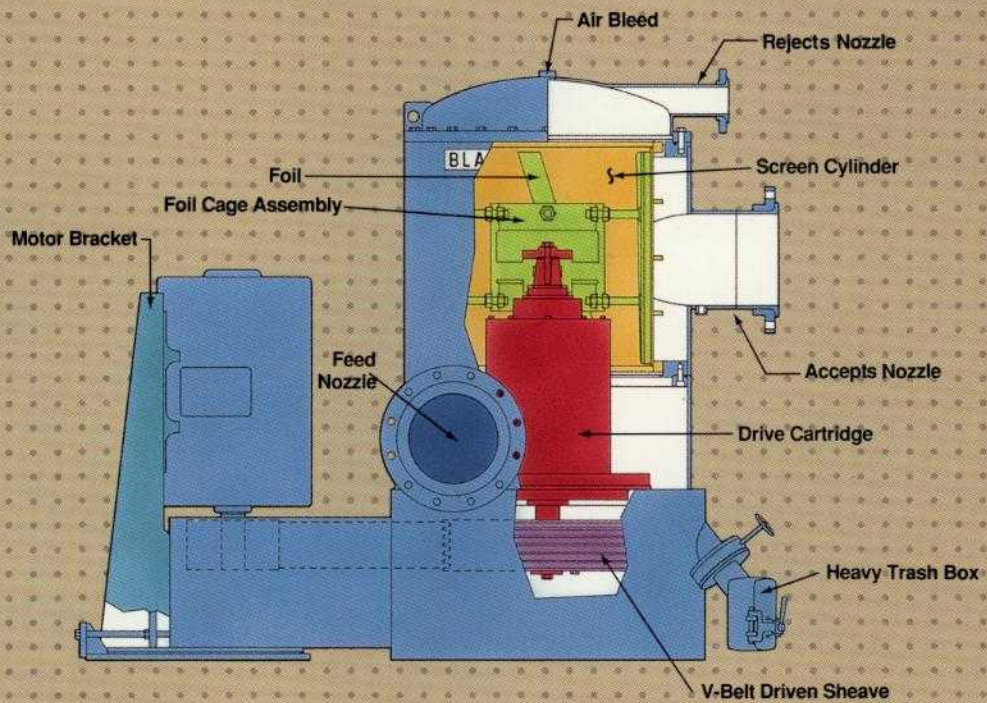 Air Bleed
Rejects Nozzle
BLA
Screen Cylinder
Foil
Foil Cage Assembly
Motor Bracket
Feed
Nozzle
Accepts Nozzle
Drive Cartridge
Heavy Trash Box
V-Belt Driven Sheave